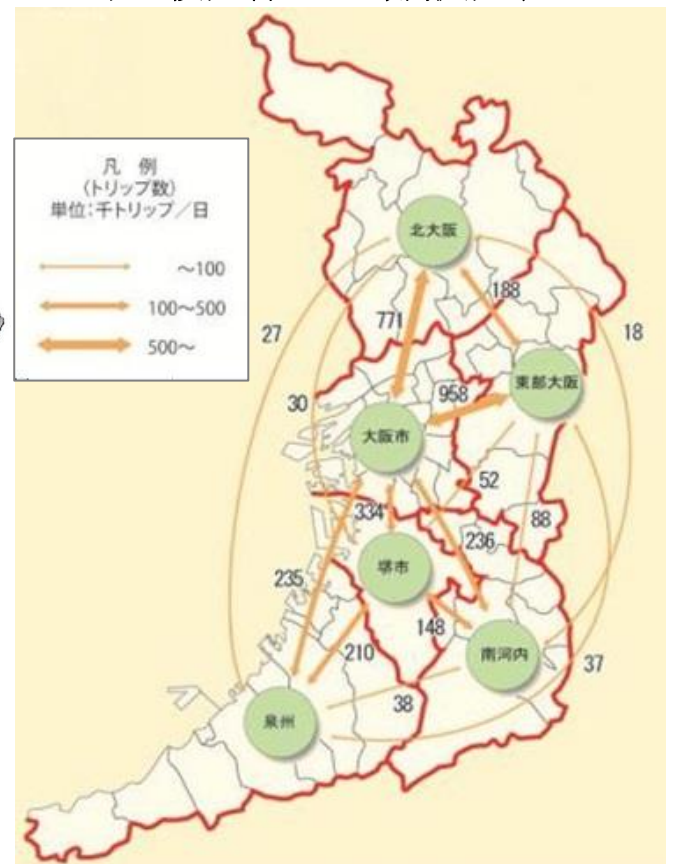 凡 例
(トリップ数)
単位:千トリップ/日
~100
100~500
500~
北大阪
188
771
27
18
東部大阪
958
30
大阪市
52
334
88
236
堺市
235
148
210
南河内
37
38
泉州